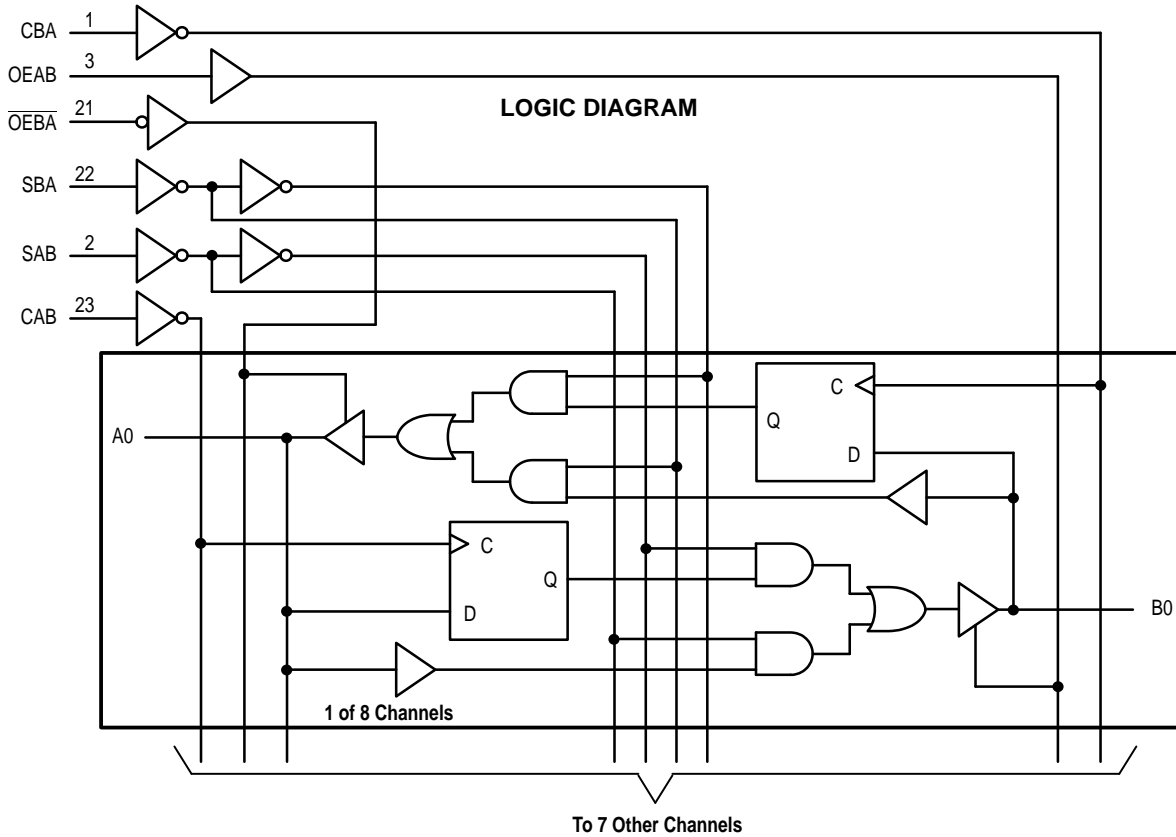 CBA 1
OEAB 3
OEBA 21
LOGIC DIAGRAM
SBA 22
SAB 2
CAB 23
C
Q
A0
D
C
Q
D
B0
1 of 8 Channels
To 7 Other Channels